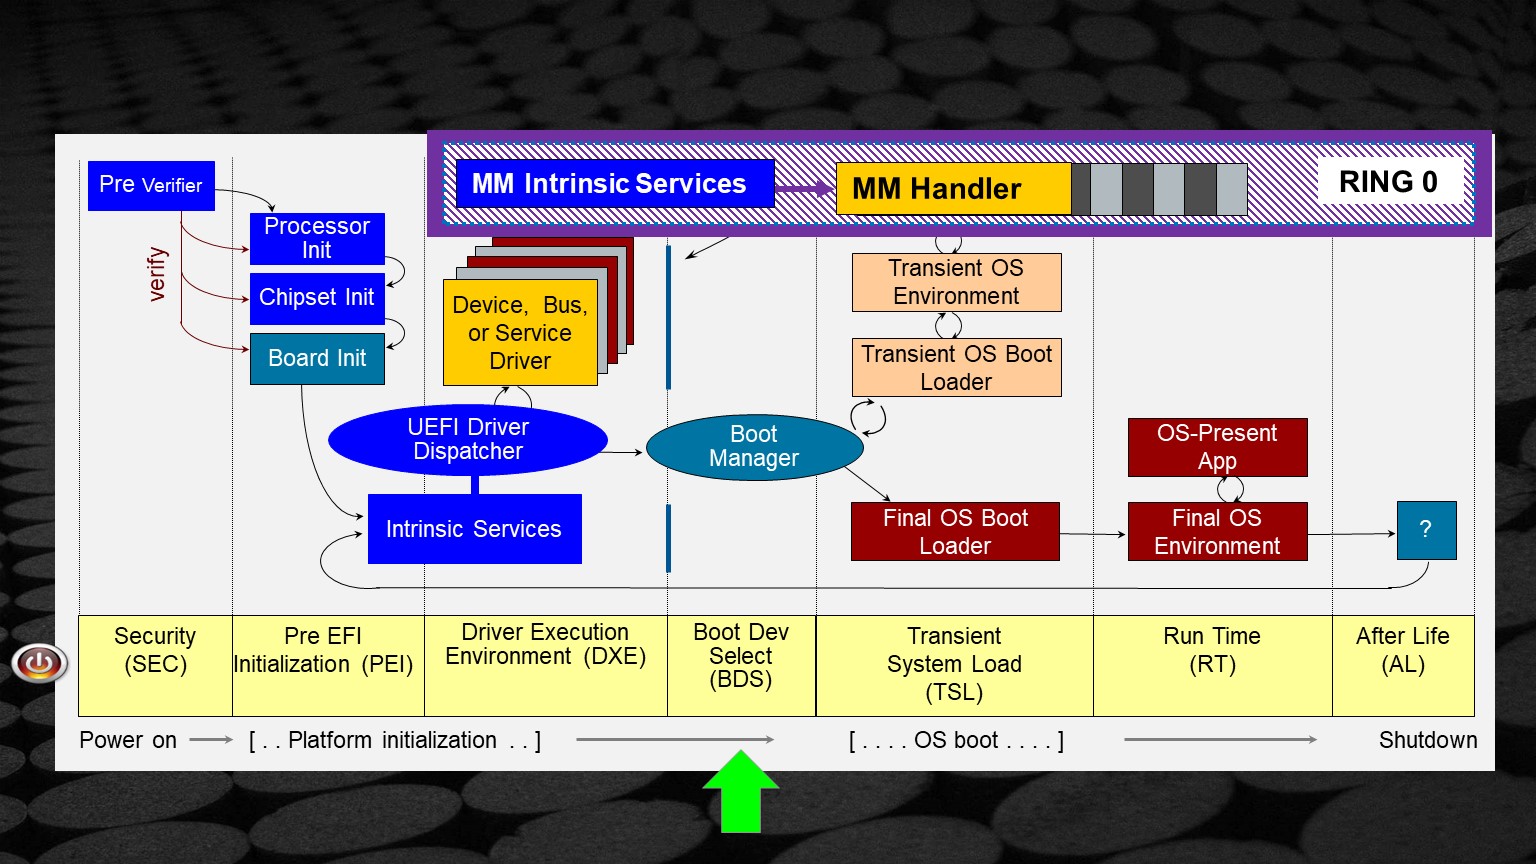 MM Intrinsic Services
MM Handler
RING 0
Pre Verifier
Processor
Init
Chipset Init
Board Init
verify
Device, Bus,
or Service
Driver
UEFI Driver
Dispatcher
Intrinsic Services
Boot
Manager
Transient OS
Environment
Transient OS Boot
Loader
Final OS Boot
Loader
OS-Present
App
Final OS
Environment
?
Security
(SEC)
Pre EFI
Initialization (PEI)
Driver Execution
Environment (DXE)
Boot Dev
Select
(BDS)
Transient
System Load
(TSL)
Run Time
(RT)
After Life
(AL)
Power on
[ . . Platform initialization . . ]
[ . . . . OS boot . . . . ]
Shutdown